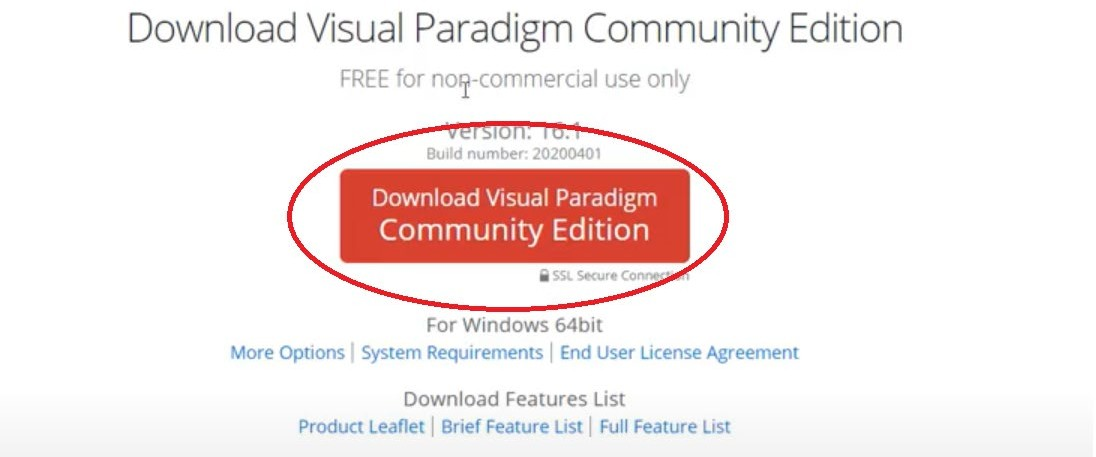 Download Visual Paradigm Community Edition
FREE for non-commercial use only
Version: 16.1
Build number: 20200401
Download Visual Paradigm
Community Edition
SSL Secure Connection
For Windows 64bit
More Options | System Requirements | End User License Agreement
Download Features List
Product Leaflet | Brief Feature List | Full Feature List